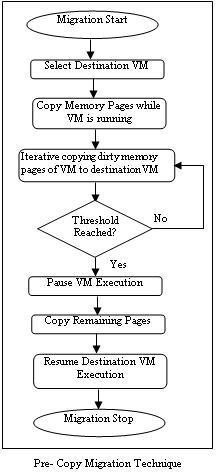 Migration Start
Select Destination VM
Copy Memory Pages while
VM is running
Iterative copying dirty memory
pages of VM to destination VM
Threshold
Reached?
No
Yes
Pause VM Execution
Copy Remaining Pages
Resume Destination VM
Execution
Migration Stop
Pre- Copy Migration Technique